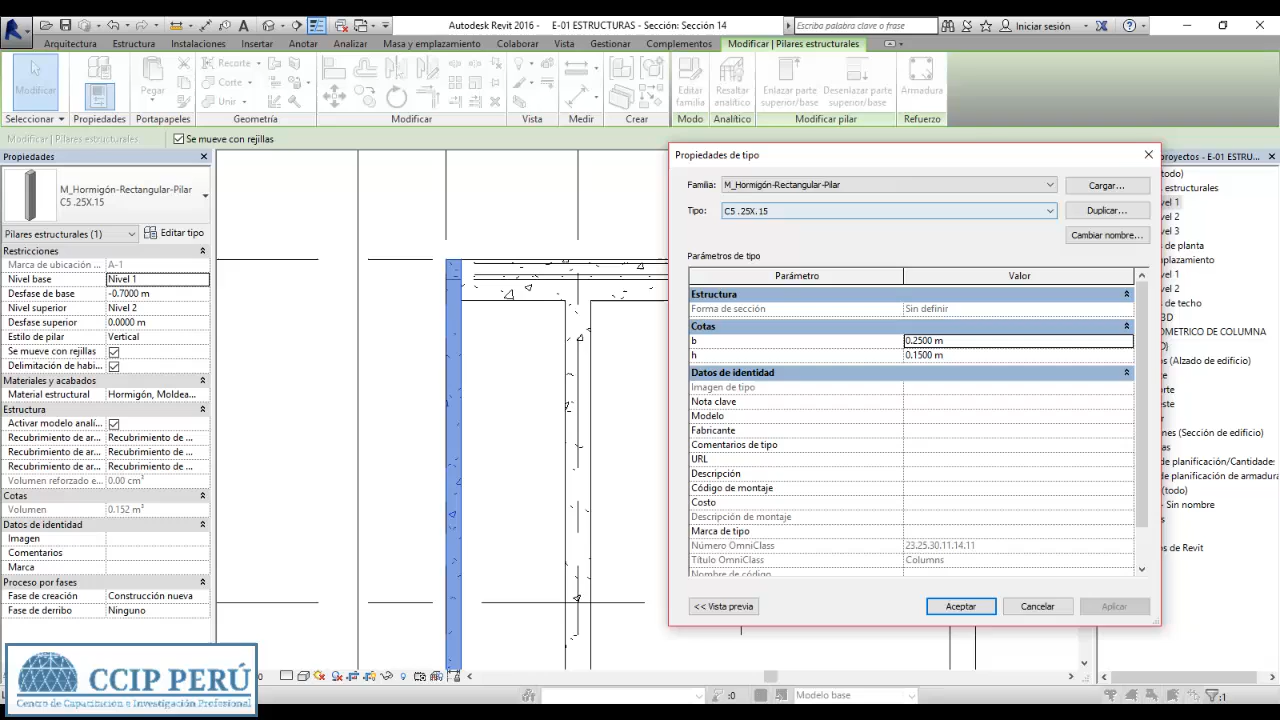 Autodesk Revit 2016 - E-01 ESTRUCTURAS - Sección: Sección 14
Escriba palabra clave o frase
Iniciar sesión
Arquitectura Estructura Instalaciones Insertar Anotar Analizar Masa y emplazamiento Colaborar Vista Gestionar Complementos Modificar | Pilares estructurales
Modificar
Pegar
Recorte
Corte
Unir
Editar familia
Resaltar analítico
Enlazar parte superior/base
Desenlazar parte superior/base
Armadura
Seleccionar Propiedades Portapapeles Geometría Modificar Vista Medir Crear Modo Analítico Modificar pilar Refuerzo
Modificar | Pilares estructurales Se mueve con rejillas
Propiedades
M_Hormigón-Rectangular-Pilar
C5 .25X.15
Pilares estructurales (1) Editar tipo
Restricciones
Marca de ubicación ... A-1
Nivel base Nivel 1
Desfase de base -0.7000 m
Nivel superior Nivel 2
Desfase superior 0.0000 m
Estilo de pilar Vertical
Se mueve con rejillas
Delimitación de habi...
Materiales y acabados
Material estructural Hormigón, Moldea...
Estructura
Activar modelo analí...
Recubrimiento de ar... Recubrimiento de ...
Recubrimiento de ar... Recubrimiento de ...
Recubrimiento de ar... Recubrimiento de ...
Volumen reforzado e... 0.00 cm³
Cotas
Volumen 0.152 m³
Datos de identidad
Imagen
Comentarios
Marca
Proceso por fases
Fase de creación Construcción nueva
Fase de derribo Ninguno
Propiedades de tipo
Familia: M_Hormigón-Rectangular-Pilar Cargar...
Tipo: C5 .25X.15 Duplicar...
Cambiar nombre...
Parámetros de tipo
Parámetro Valor
Estructura
Forma de sección Sin definir
Cotas
b 0.2500 m
h 0.1500 m
Datos de identidad
Imagen de tipo
Nota clave
Modelo
Fabricante
Comentarios de tipo
URL
Descripción
Código de montaje
Costo
Descripción de montaje
Marca de tipo
Número OmniClass 23.25.30.11.14.11
Título OmniClass Columns
Nombre de código
<< Vista previa Aceptar Cancelar Aplicar
proyectos - E-01 ESTRU...
todo)
estructurales
vel 1
vel 2
vel 3
s de planta
vel 1
vel 2
s de techo
3D
OMETRICO DE COLUMNA
(Alzado de edificio)
te
ones (Sección de edificio)
as
de planificación/Cantidade:
de planificación de armadura
(todo)
- Sin nombre
s de Revit
:0
Modelo base
:1
CCIP PERÚ
Centro de Capacitación e Investigación Profesional